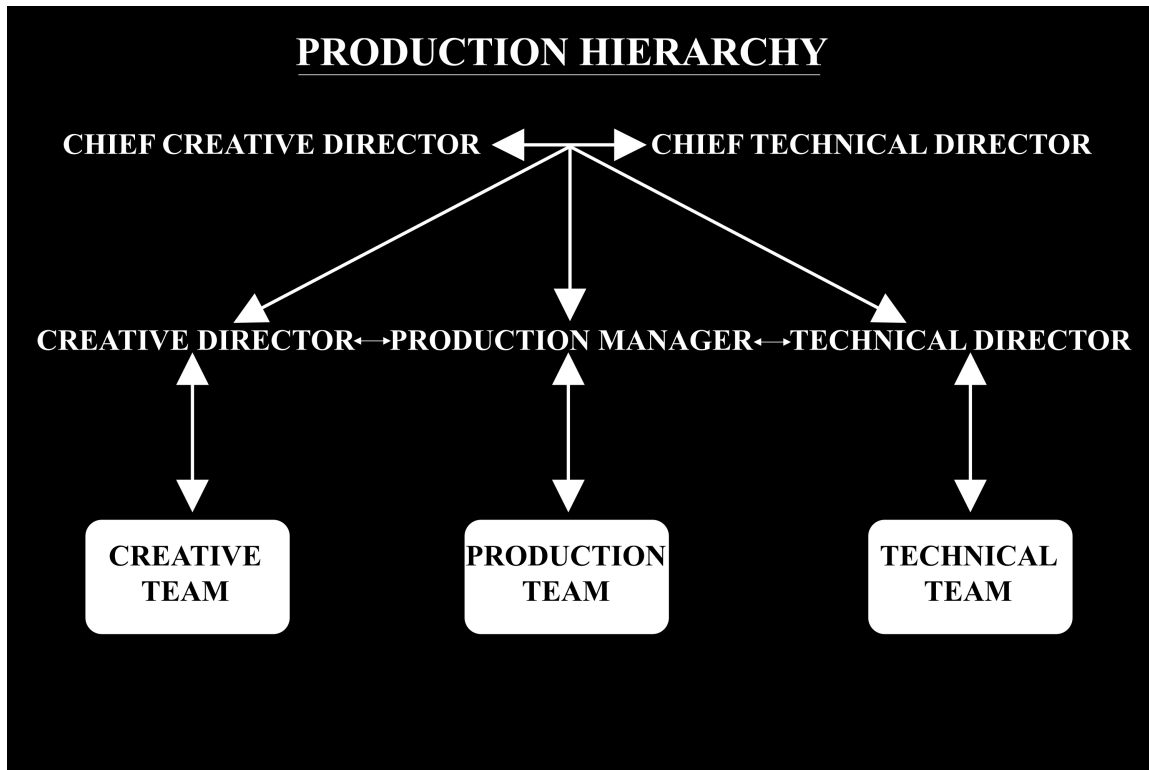 PRODUCTION HIERARCHY
CHIEF CREATIVE DIRECTOR
CHIEF TECHNICAL DIRECTOR
CREATIVE DIRECTOR
PRODUCTION MANAGER
TECHNICAL DIRECTOR
CREATIVE
TEAM
PRODUCTION
TEAM
TECHNICAL
TEAM